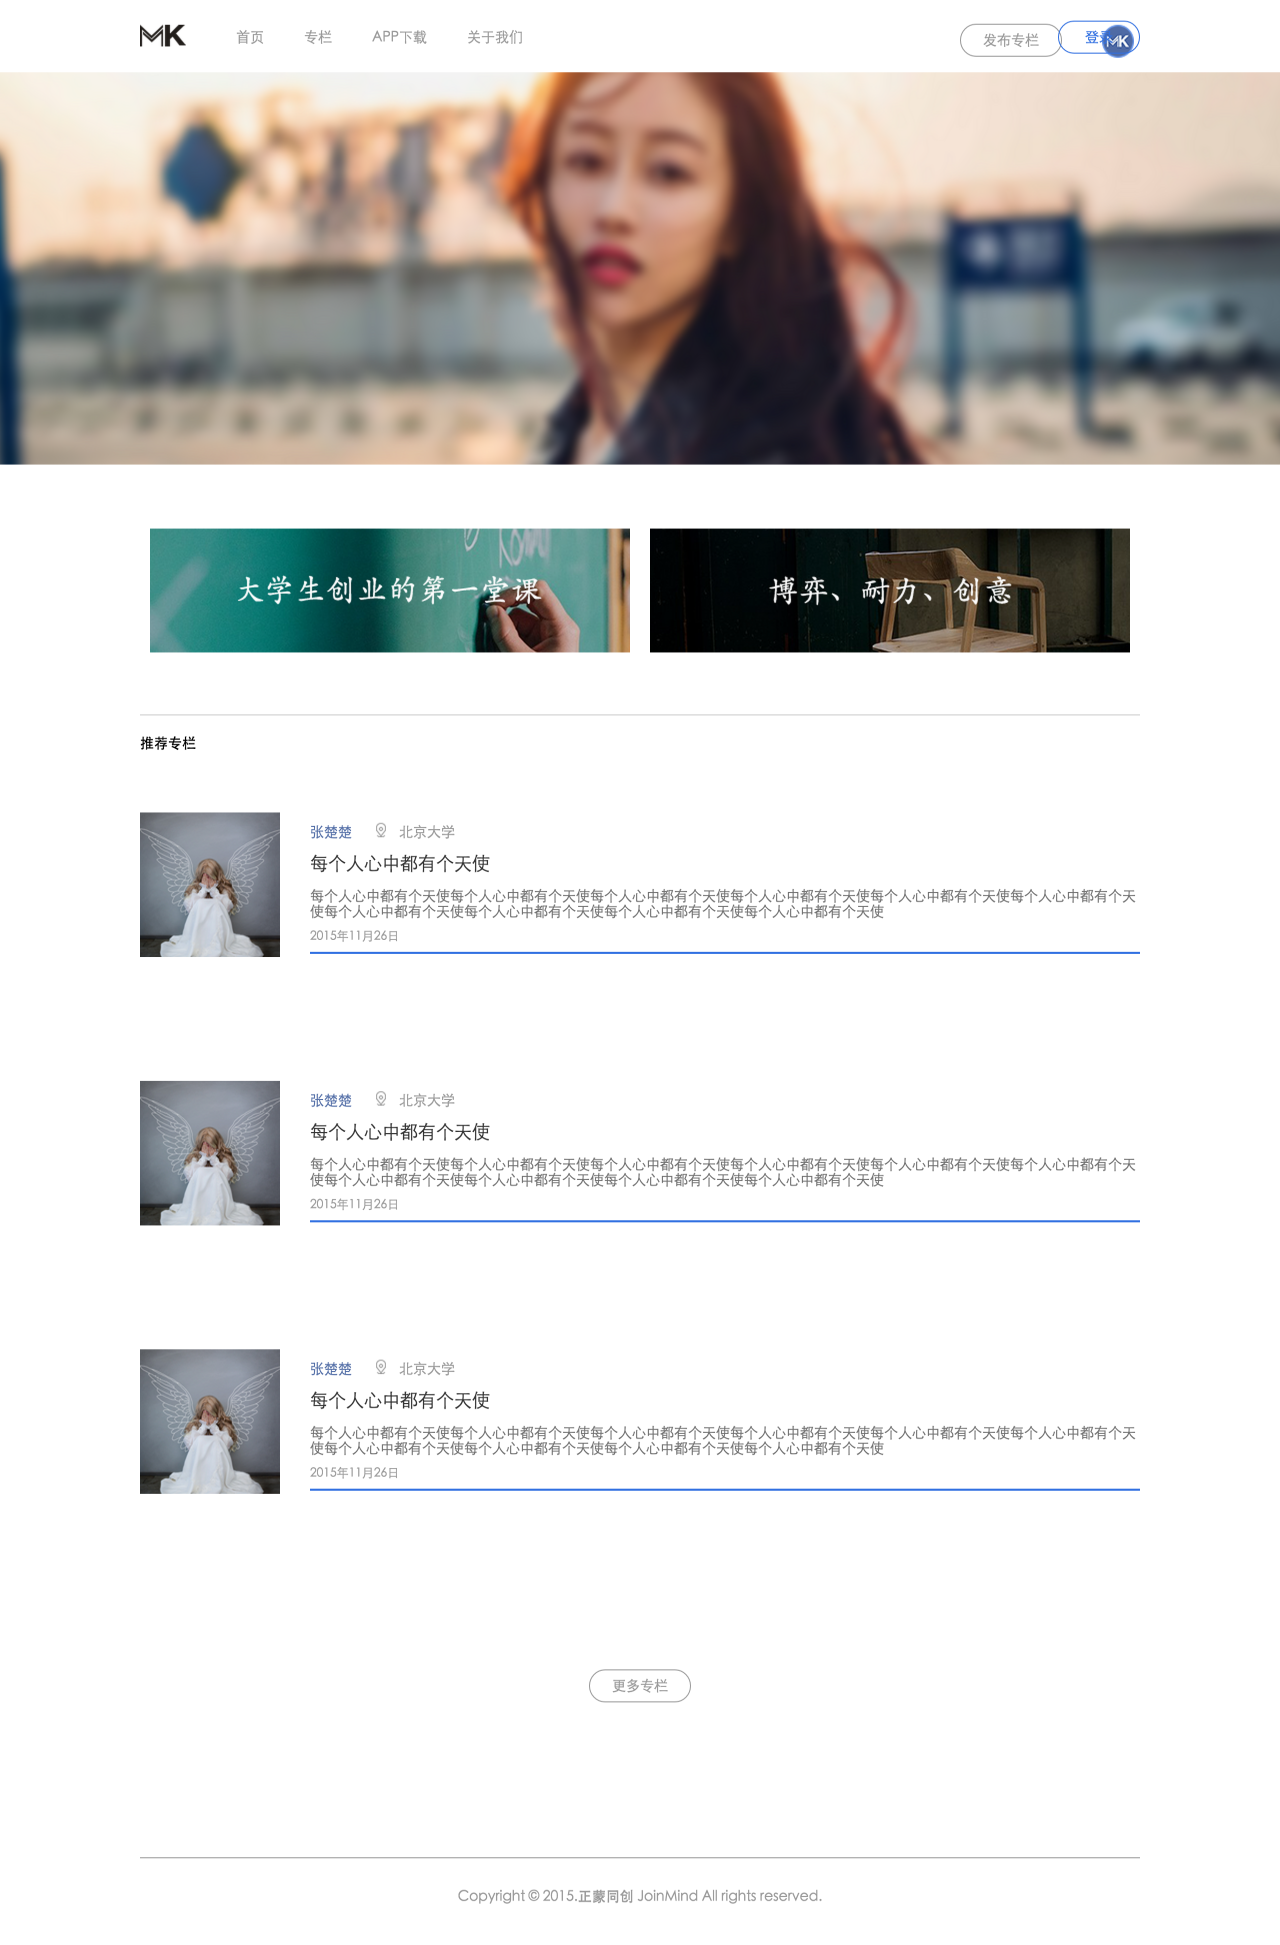 MK
首页
专栏
APP下载
关于我们
发布专栏
登
MK
大学生创业的第一堂课
博弈、耐力、创意
推荐专栏
张楚楚
北京大学
每个人心中都有个天使
每个人心中都有个天使每个人心中都有个天使每个人心中都有个天使每个人心中都有个天使每个人心中都有个天使每个人心中都有个天
使每个人心中都有个天使每个人心中都有个天使每个人心中都有个天使每个人心中都有个天使
2015年11月26日
张楚楚
北京大学
每个人心中都有个天使
每个人心中都有个天使每个人心中都有个天使每个人心中都有个天使每个人心中都有个天使每个人心中都有个天使每个人心中都有个天
使每个人心中都有个天使每个人心中都有个天使每个人心中都有个天使每个人心中都有个天使
2015年11月26日
张楚楚
北京大学
每个人心中都有个天使
每个人心中都有个天使每个人心中都有个天使每个人心中都有个天使每个人心中都有个天使每个人心中都有个天使每个人心中都有个天
使每个人心中都有个天使每个人心中都有个天使每个人心中都有个天使每个人心中都有个天使
2015年11月26日
更多专栏
Copyright © 2015.正蒙同创 JoinMind All rights reserved.